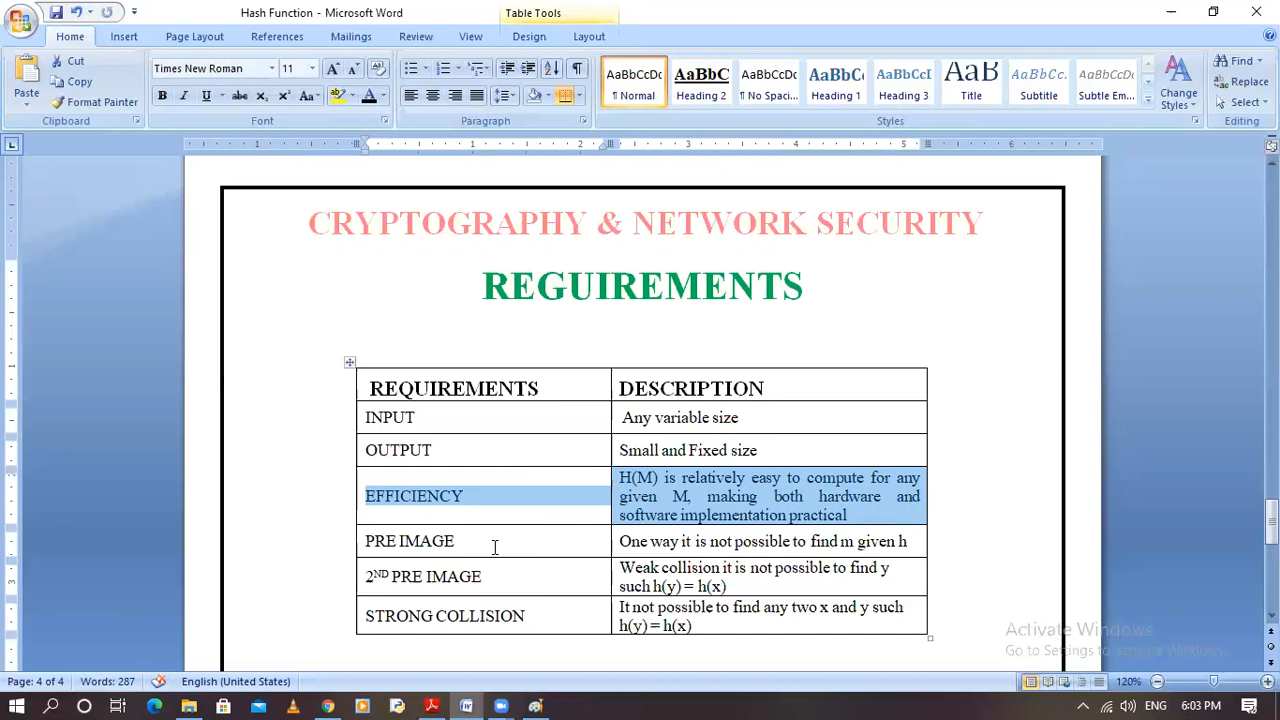 Hash Function - Microsoft Word
Table Tools
Home
Insert
Page Layout
References
Mailings
Review
View
Design
Layout
Paste
Cut
Copy
Format Painter
Clipboard
Times New Roman
11
Font
Paragraph
AaBbCcDc
¶ Normal
AaBbC
Heading 2
AaBbCcDc
¶ No Spaci...
AaBbCc
Heading 1
AaBbCcI
Heading 3
AaB
Title
AaBbCc.
Subtitle
AaBbCcDc
Subtle Em...
Styles
Change
Styles
Find
Replace
Select
Editing
CRYPTOGRAPHY & NETWORK SECURITY
REGUIREMENTS
REQUIREMENTS
DESCRIPTION
INPUT
Any variable size
OUTPUT
Small and Fixed size
EFFICIENCY
H(M) is relatively easy to compute for any
given M, making both hardware and
software implementation practical
PRE IMAGE
One way it is not possible to find m given h
2ND PRE IMAGE
Weak collision it is not possible to find y
such h(y) = h(x)
STRONG COLLISION
It not possible to find any two x and y such
h(y) = h(x)
Activate Windows
Go to Settings to activate Windows.
Page: 4 of 4
Words: 287
English (United States)
120%
ENG
6:03 PM